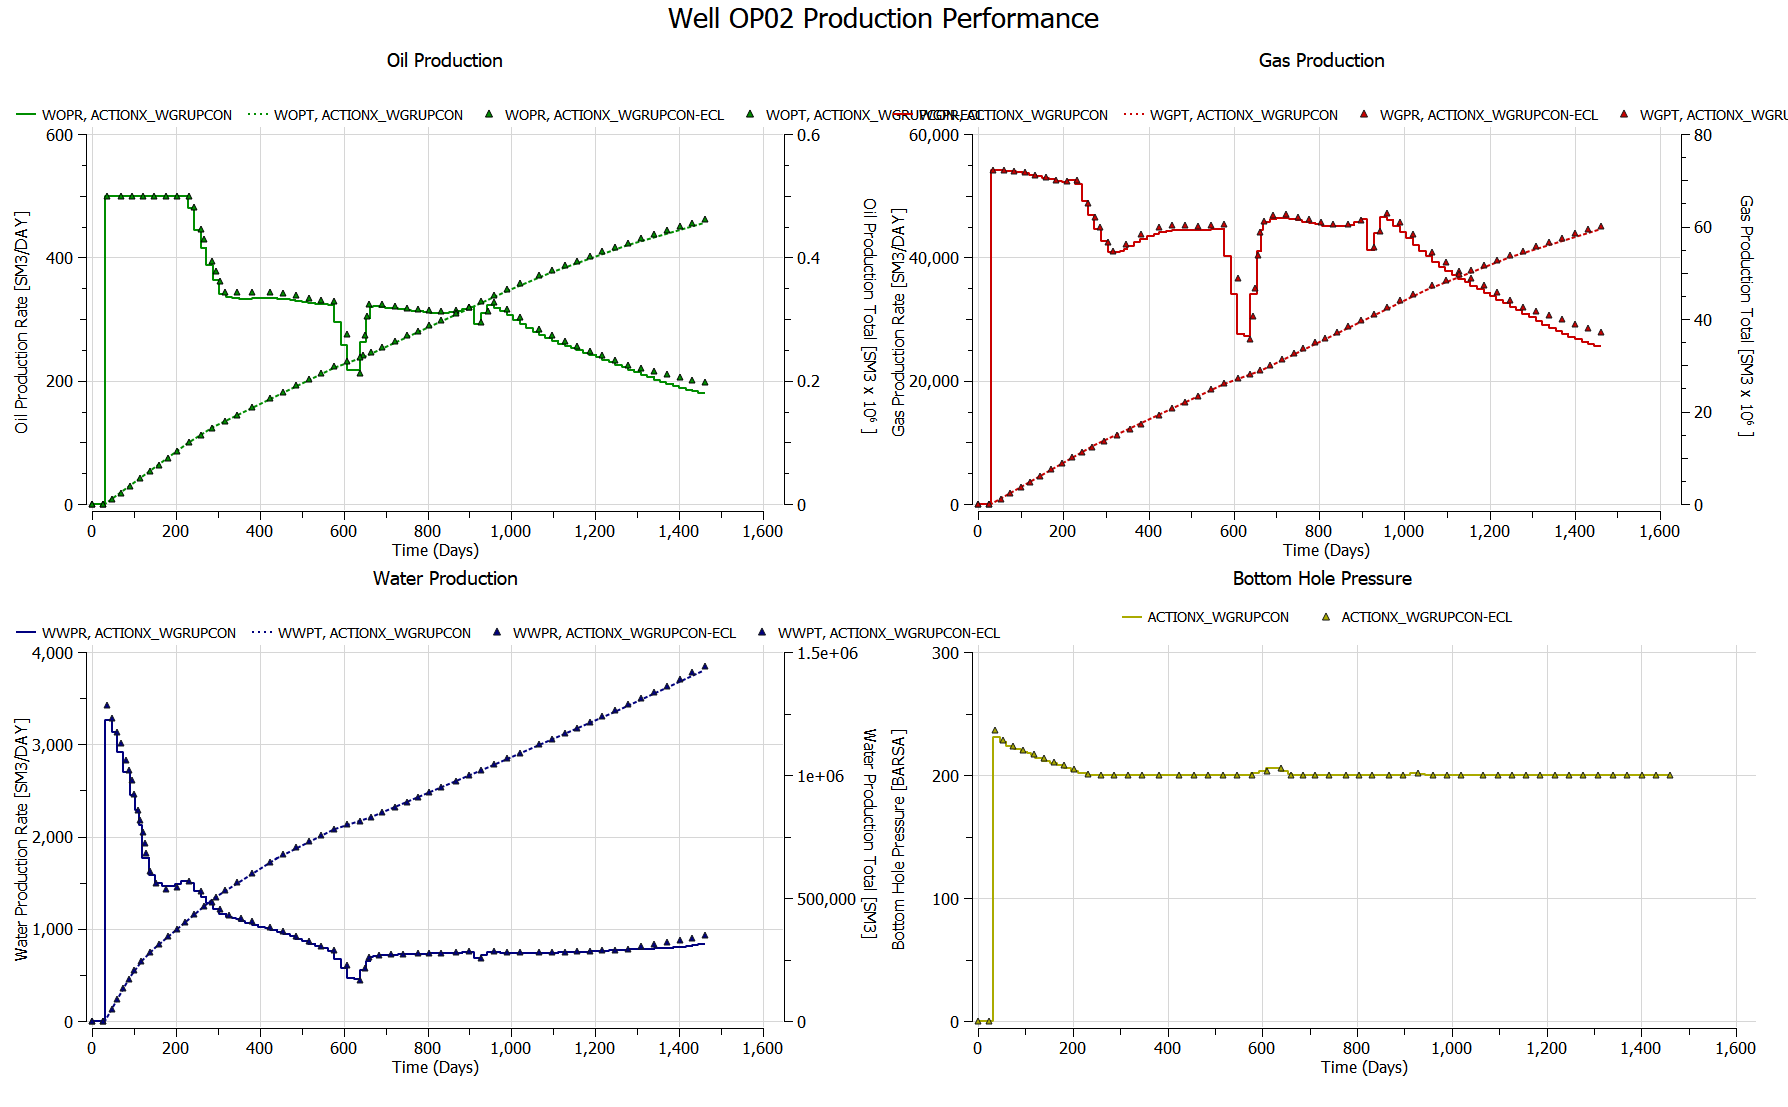 Well OP02 Production Performance
Oil Production
WOPR, ACTIONX_WGRUPCON WOPT, ACTIONX_WGRUPCON WOPR, ACTIONX_WGRUPCON-ECL WOPT, ACTIONX_WGRUPCON-ECL
600
400
200
0
Oil Production Rate [SM3/DAY]
0.6
0.4
0.2
0
Oil Production Total [SM3 x 10⁶ ]
0 200 400 600 800 1,000 1,200 1,400 1,600
Time (Days)
Gas Production
WGPR, ACTIONX_WGRUPCON WGPT, ACTIONX_WGRUPCON WGPR, ACTIONX_WGRUPCON-ECL WGPT, ACTIONX_WGRU
60,000
40,000
20,000
0
Gas Production Rate [SM3/DAY]
80
60
40
20
0
Gas Production Total [SM3 x 10⁶ ]
0 200 400 600 800 1,000 1,200 1,400 1,600
Time (Days)
Water Production
WWPR, ACTIONX_WGRUPCON WWPT, ACTIONX_WGRUPCON WWPR, ACTIONX_WGRUPCON-ECL WWPT, ACTIONX_WGRUPCON-ECL
4,000
3,000
2,000
1,000
0
Water Production Rate [SM3/DAY]
1.5e+06
1e+06
500,000
0
Water Production Total [SM3]
0 200 400 600 800 1,000 1,200 1,400 1,600
Time (Days)
Bottom Hole Pressure
ACTIONX_WGRUPCON ACTIONX_WGRUPCON-ECL
300
200
100
0
Bottom Hole Pressure [BARSA]
0 200 400 600 800 1,000 1,200 1,400 1,600
Time (Days)